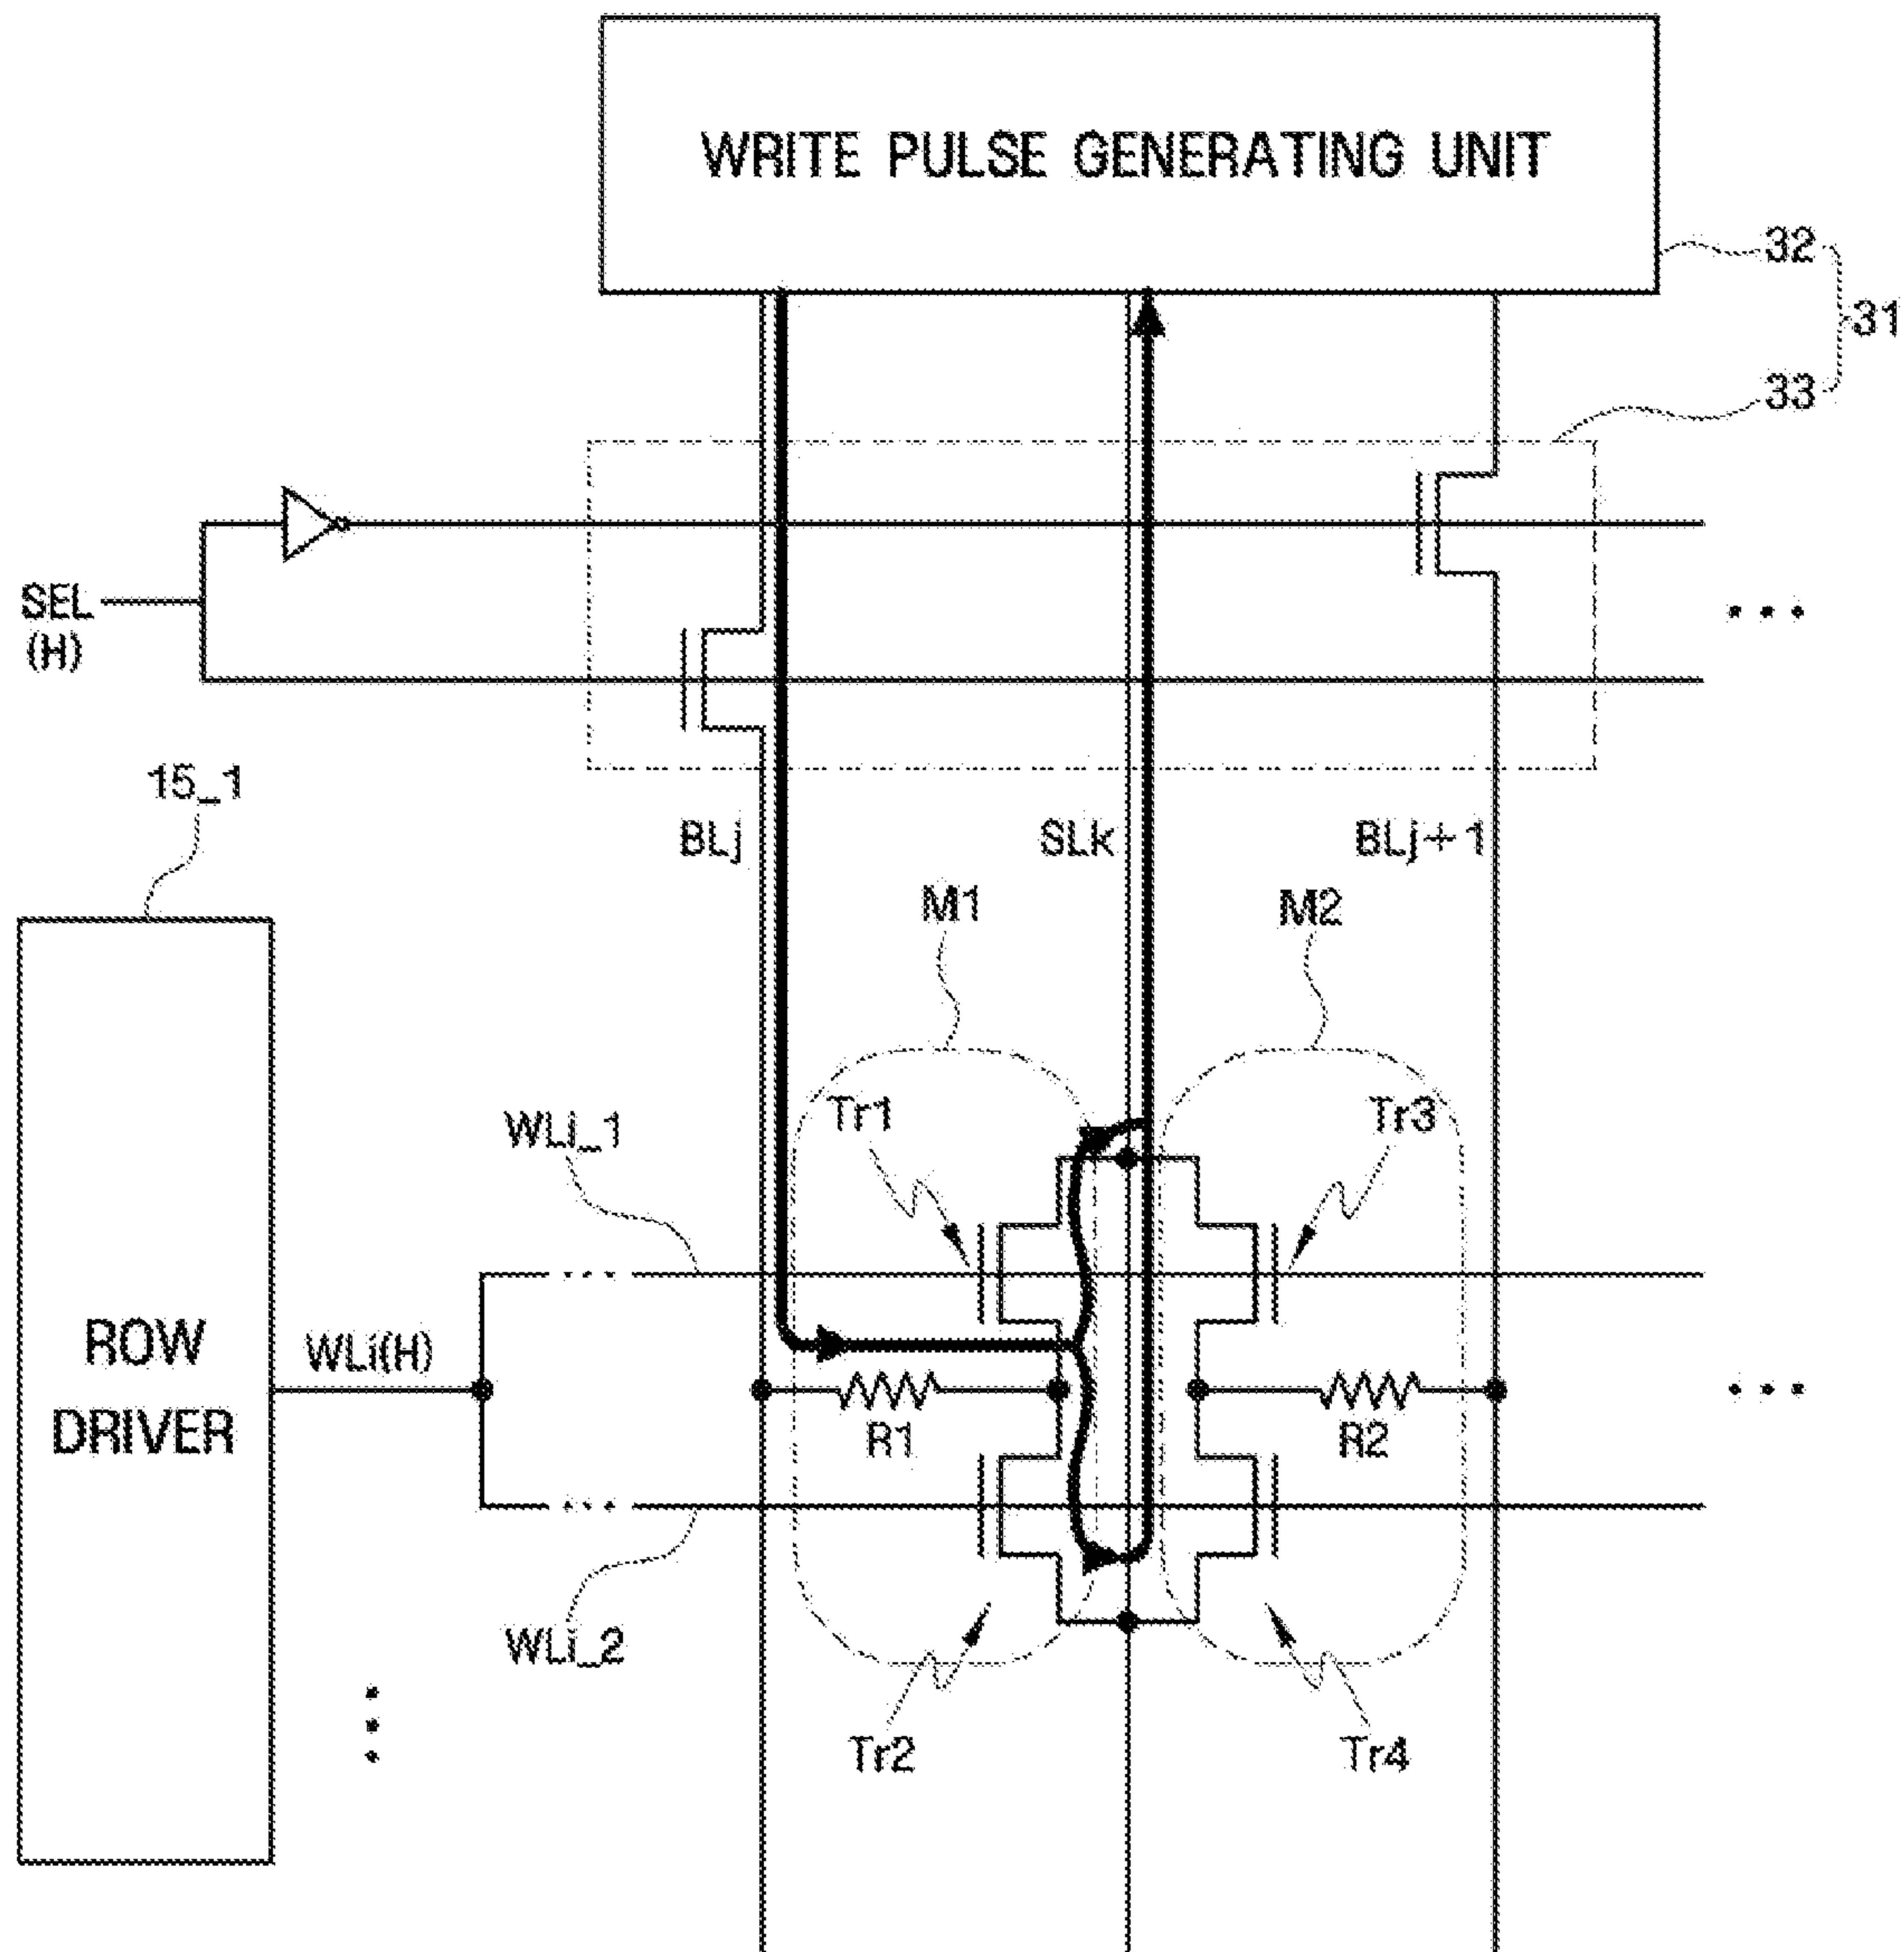 WRITE PULSE GENERATING UNIT
32
31
33
SEL
(H)
15_1
BLj
SLk
BLj+1
M1
M2
Tr1
Tr3
WLi_1
ROW
DRIVER
WLi(H)
R1
R2
WLi_2
Tr2
Tr4